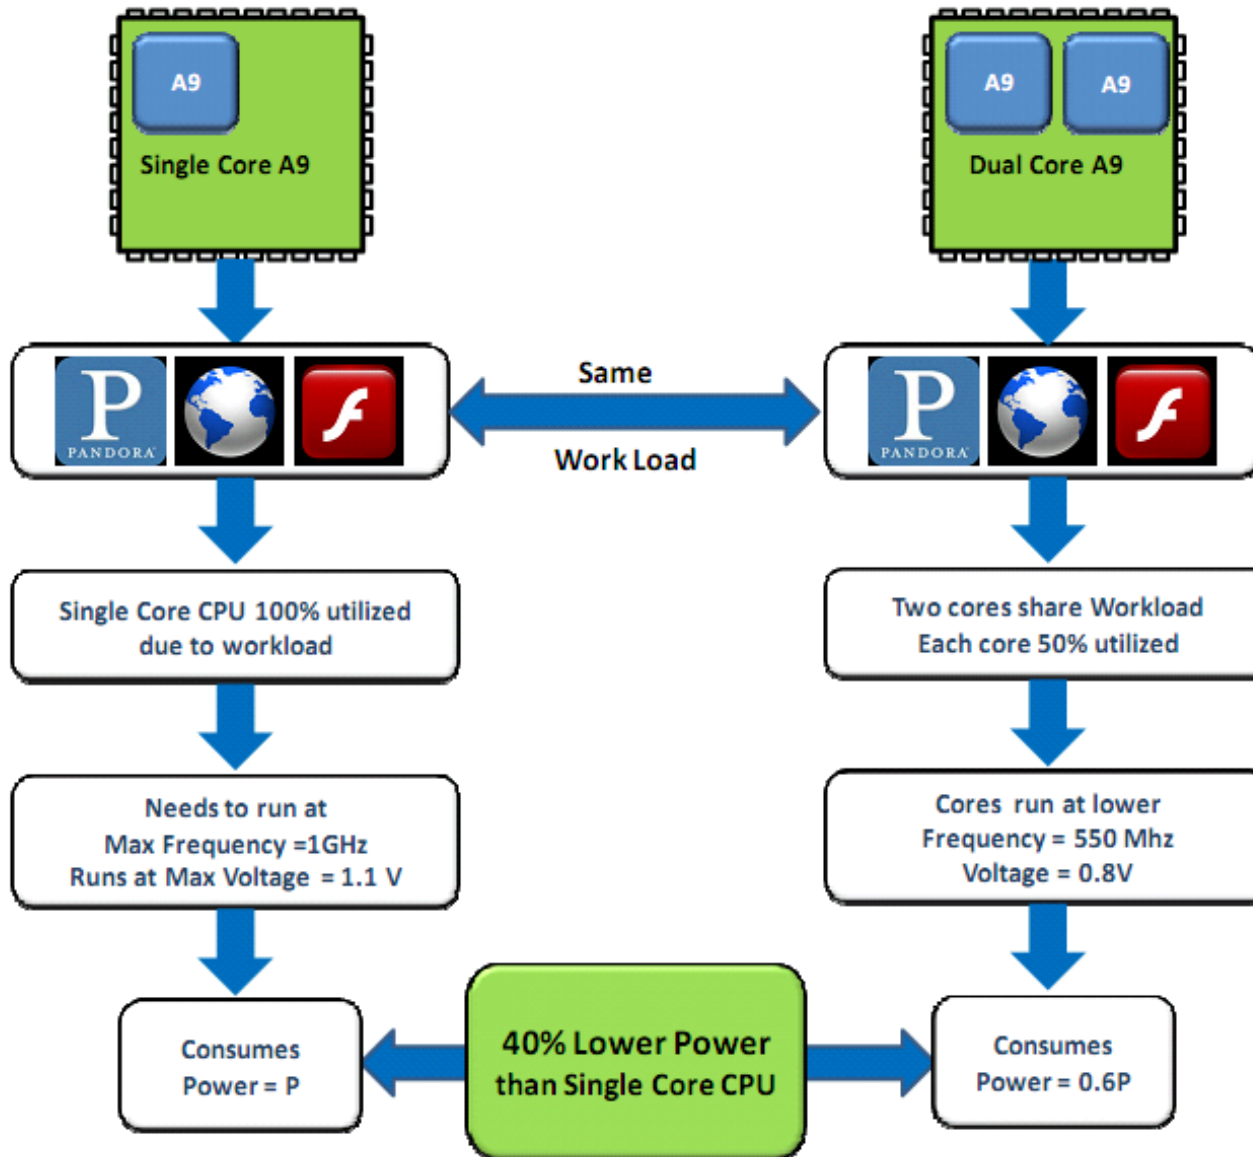 A9
Single Core A9
A9
A9
Dual Core A9
P
PANDORA
f
Same
Work Load
P
PANDORA
f
Single Core CPU 100% utilized
due to workload
Two cores share Workload
Each core 50% utilized
Needs to run at
Max Frequency =1GHz
Runs at Max Voltage = 1.1 V
Cores run at lower
Frequency = 550 Mhz
Voltage = 0.8V
Consumes
Power = P
40% Lower Power
than Single Core CPU
Consumes
Power = 0.6P